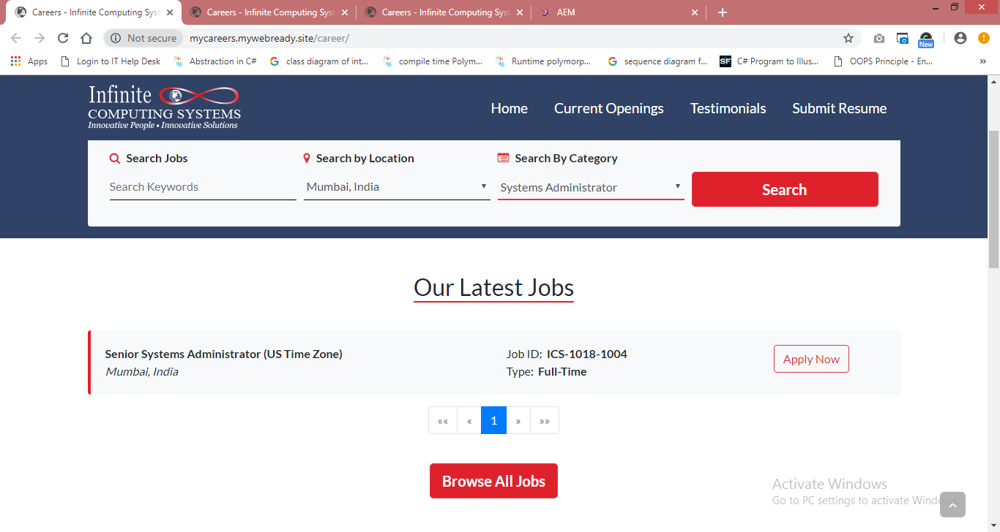 Careers - Infinite Computing Syst
Careers - Infinite Computing Syst
Careers - Infinite Computing Syst
AEM
Not secure
mycareers.mywebready.site/career/
New
Apps
Login to IT Help Desk
Abstraction in C#
class diagram of int...
compile time Polym...
Runtime polymorp...
sequence diagram f...
SF
C# Program to Illus...
OOPS Principle - En...
»
Infinite
COMPUTING SYSTEMS
Innovative People • Innovative Solutions
Home
Current Openings
Testimonials
Submit Resume
Search Jobs
Search by Location
Search By Category
Search Keywords
Mumbai, India
Systems Administrator
Search
Our Latest Jobs
Senior Systems Administrator (US Time Zone)
Mumbai, India
Job ID: ICS-1018-1004
Type: Full-Time
Apply Now
«« « 1 » »»
Browse All Jobs
Activate Windows
Go to PC settings to activate Windows.